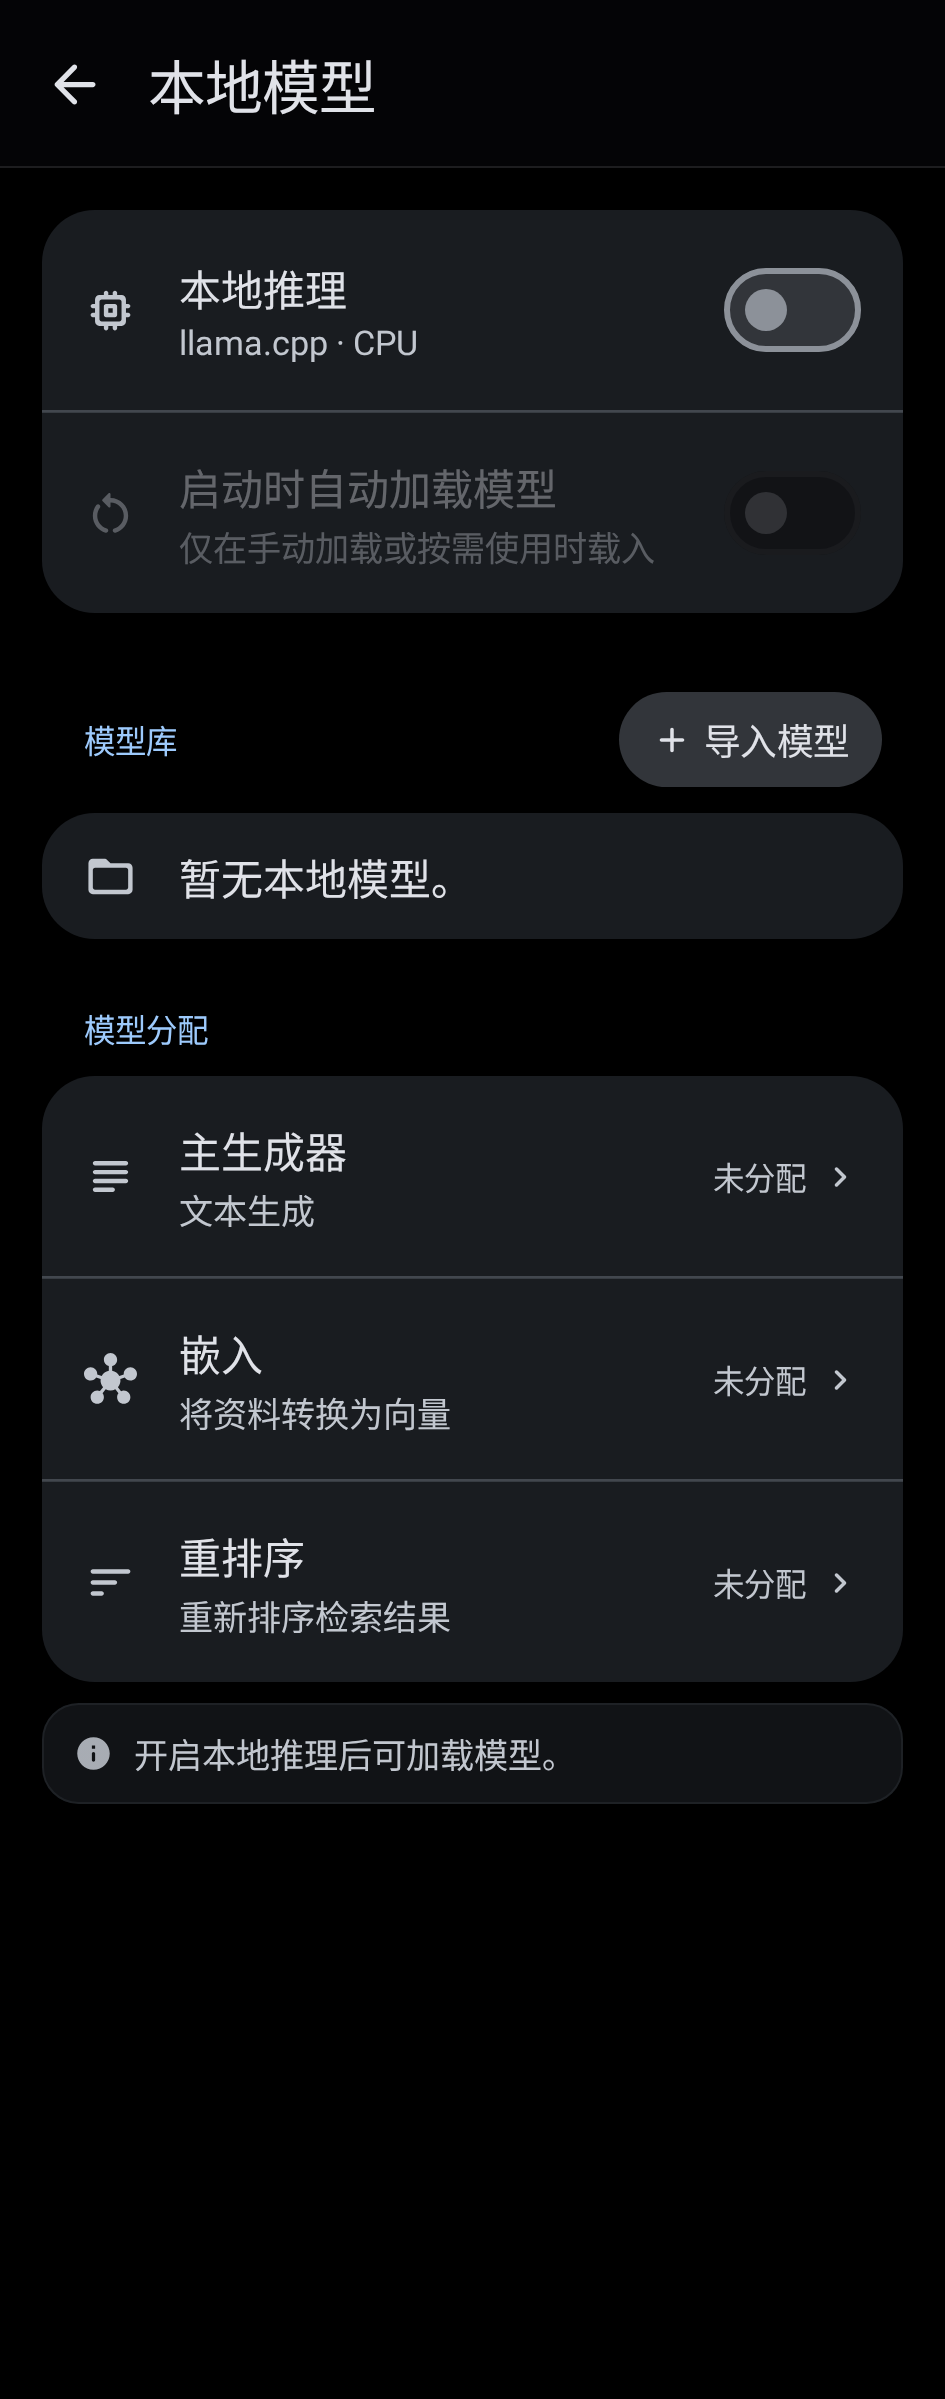 本地模型
本地推理
llama.cpp · CPU
启动时自动加载模型
仅在手动加载或按需使用时载入
模型库
+ 导入模型
暂无本地模型。
模型分配
主生成器
文本生成
未分配
嵌入
将资料转换为向量
未分配
重排序
重新排序检索结果
未分配
开启本地推理后可加载模型。